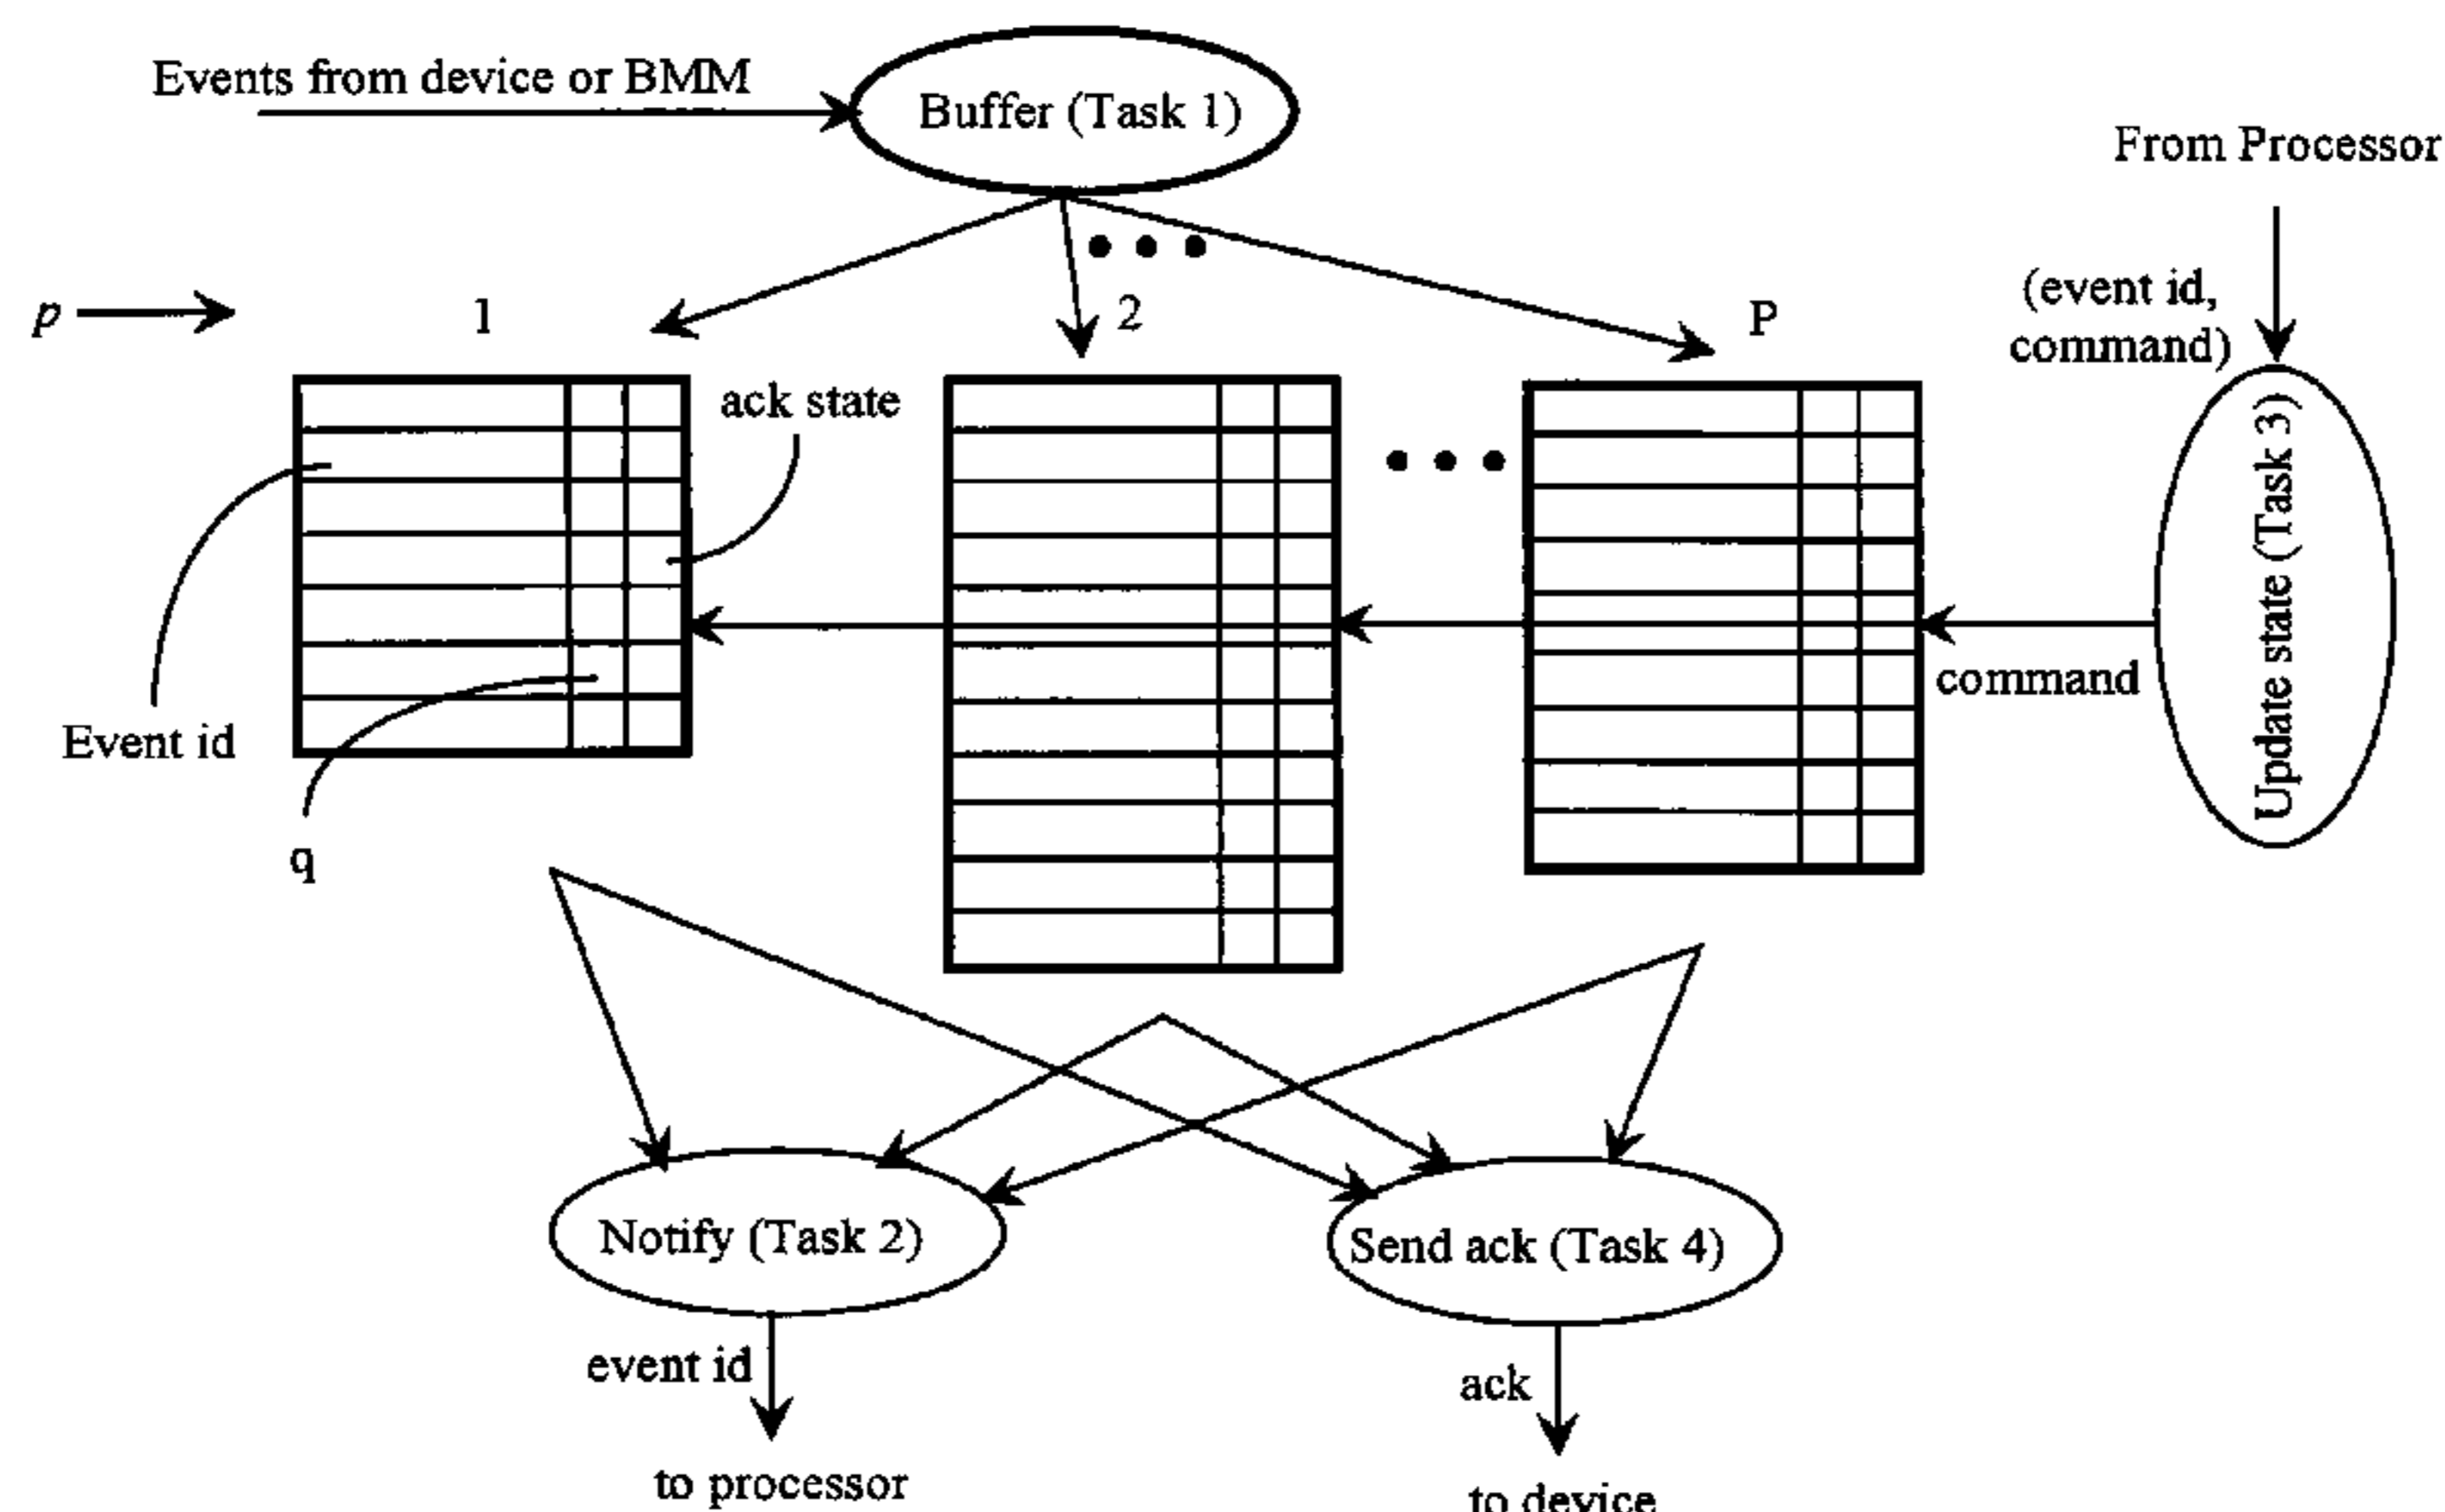 Events from device or BMM
Buffer (Task 1)
From Processor
(event id,
command)
p
1
2
P
ack state
Update state (Task 3)
command
Event id
q
Notify (Task 2)
Send ack (Task 4)
event id
ack
to processor
to device